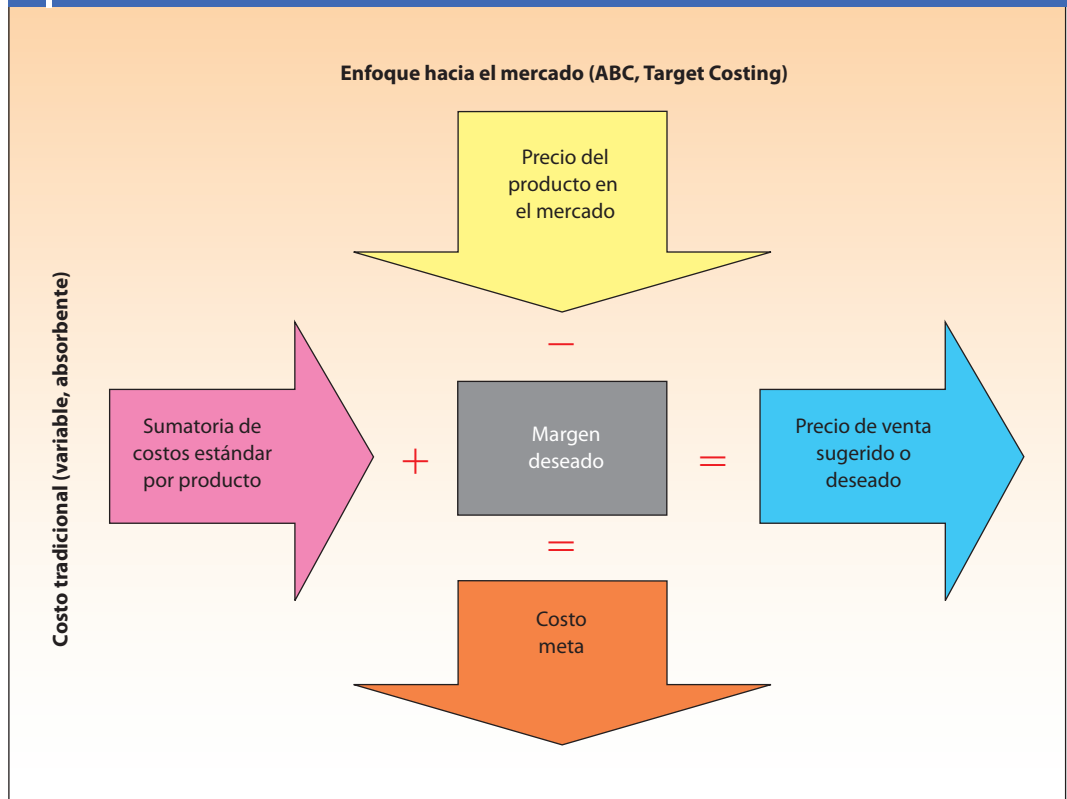 Enfoque hacia el mercado (ABC, Target Costing)
Precio del
producto en
el mercado
Costo tradicional (variable, absorbente)
−
Sumatoria de
costos estándar
por producto
+
Margen
deseado
=
Precio de venta
sugerido o
deseado
=
Costo
meta